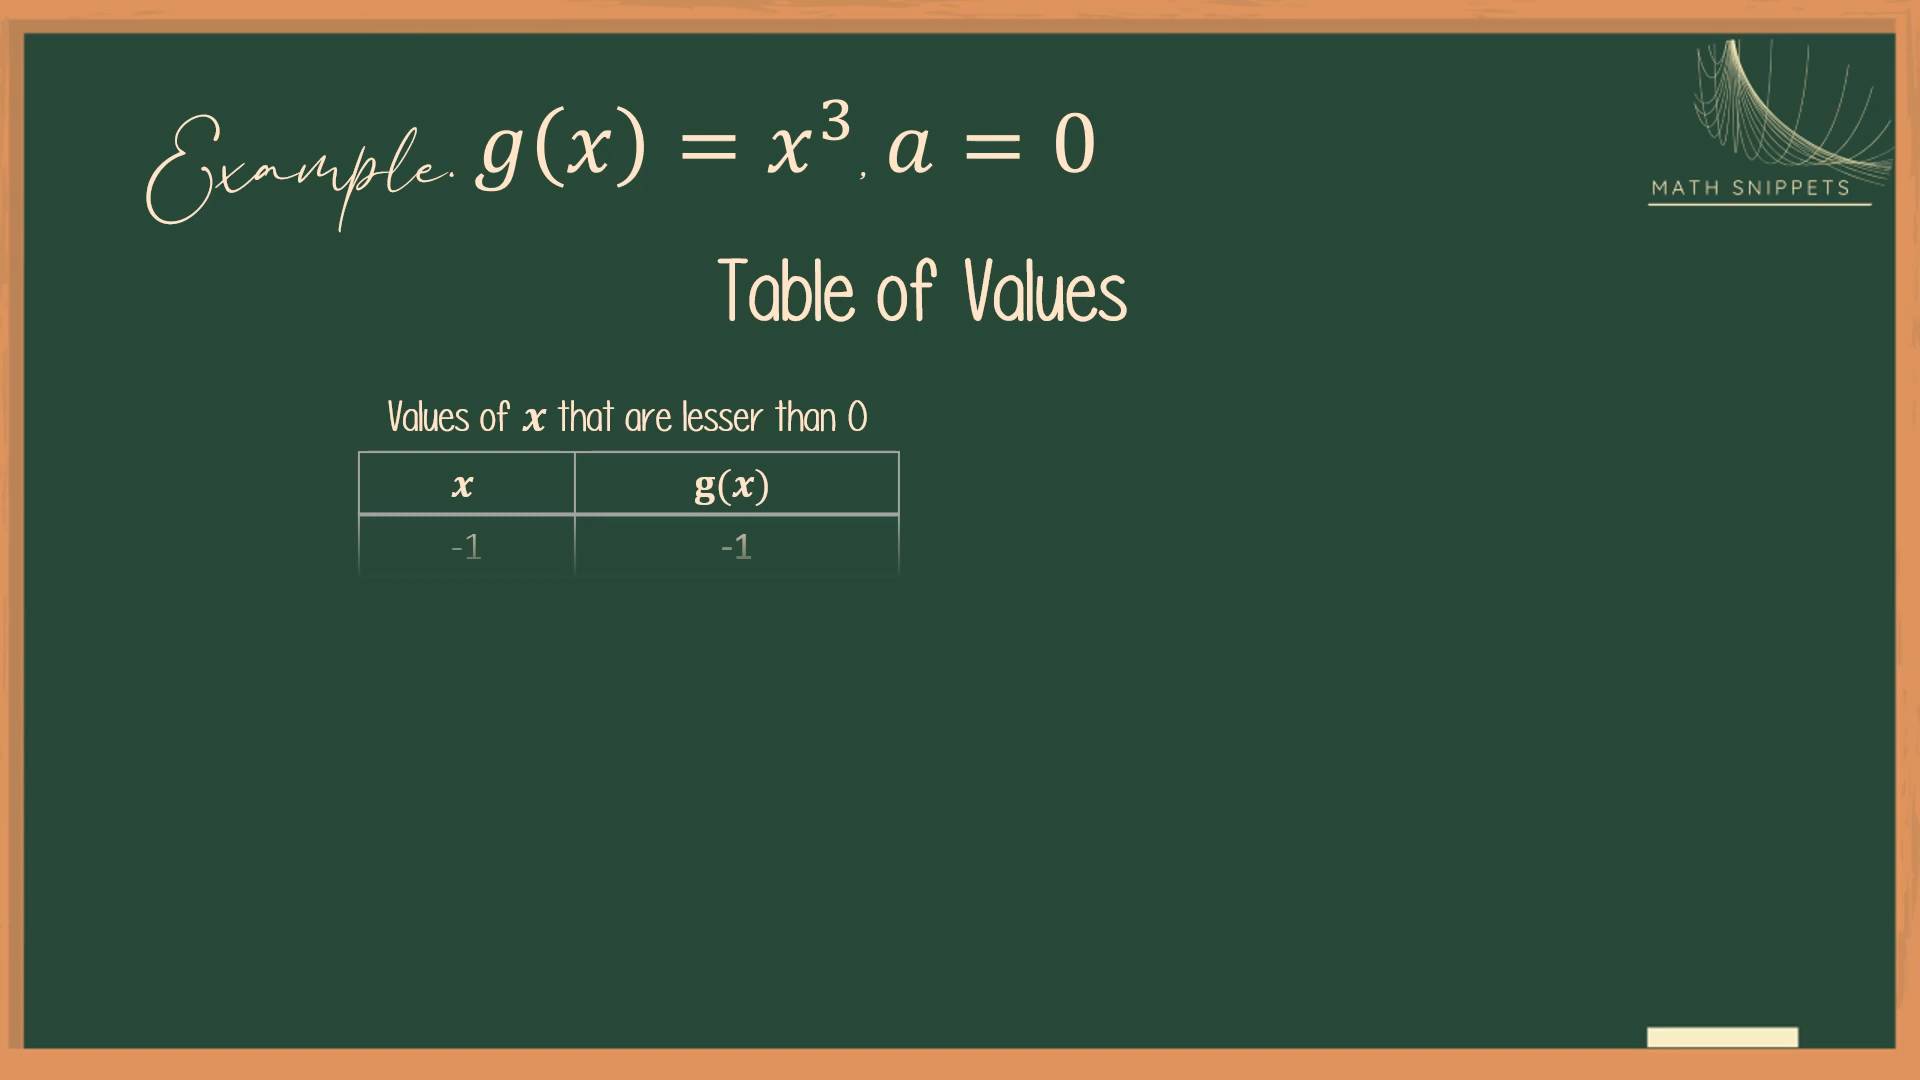 Example. g(x) = x³, a = 0
MATH SNIPPETS
Table of Values
Values of x that are lesser than 0
x g(x)
-1 -1